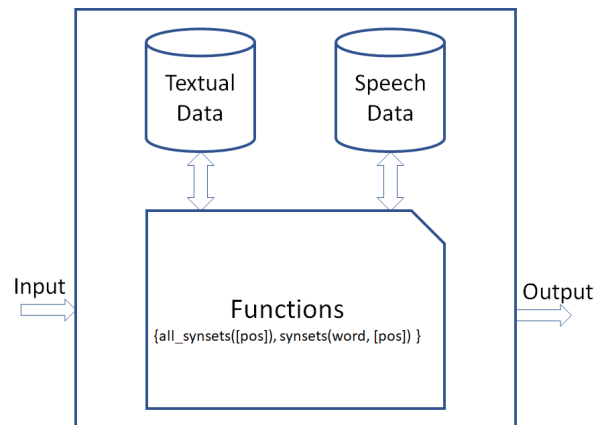 Textual
Data
Speech
Data
Input
Functions
{all_synsets([pos]), synsets(word, [pos]) }
Output